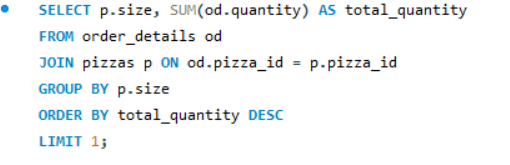 SELECT p.size, SUM(od.quantity) AS total_quantity
FROM order_details od
JOIN pizzas p ON od.pizza_id = p.pizza_id
GROUP BY p.size
ORDER BY total_quantity DESC
LIMIT 1;